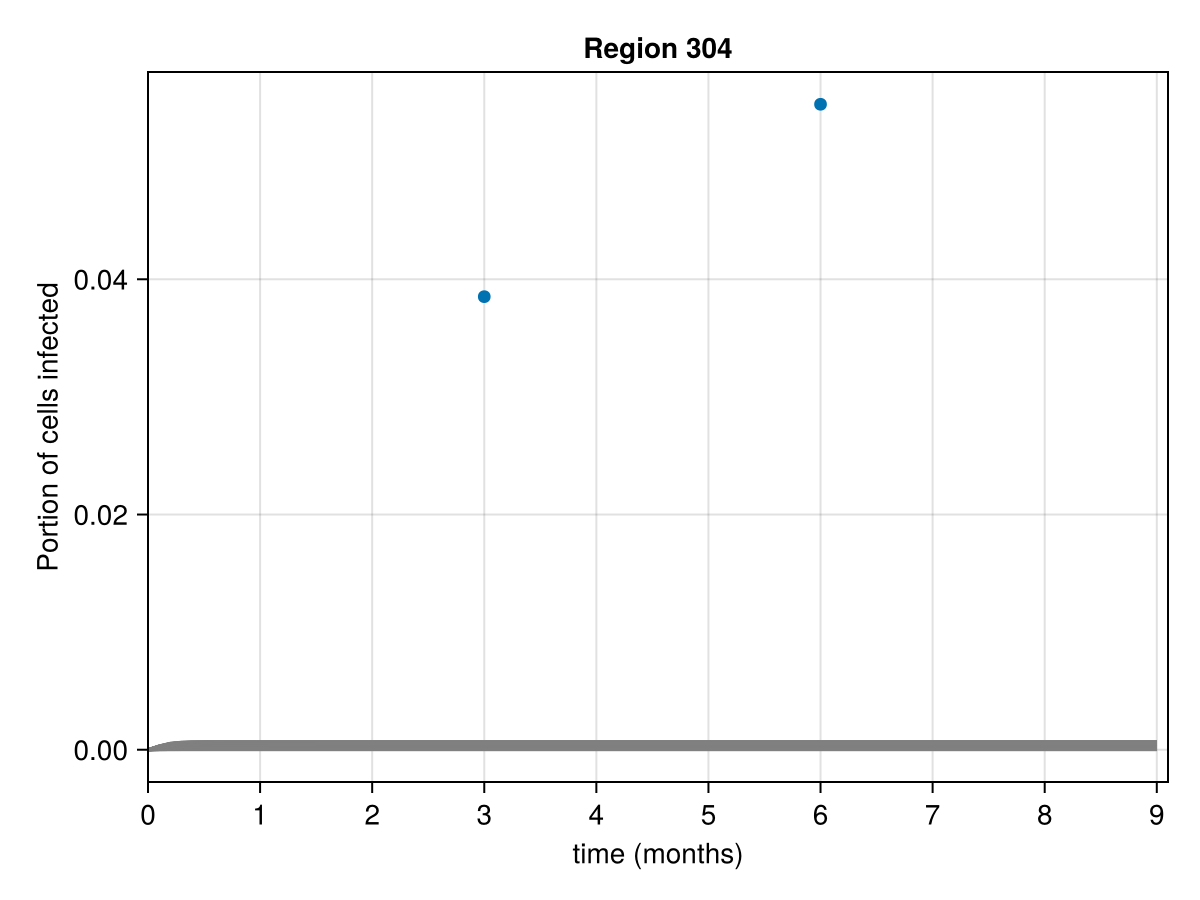 Region 304
Portion of cells infected
0.04
0.02
0.00
0 1 2 3 4 5 6 7 8 9
time (months)